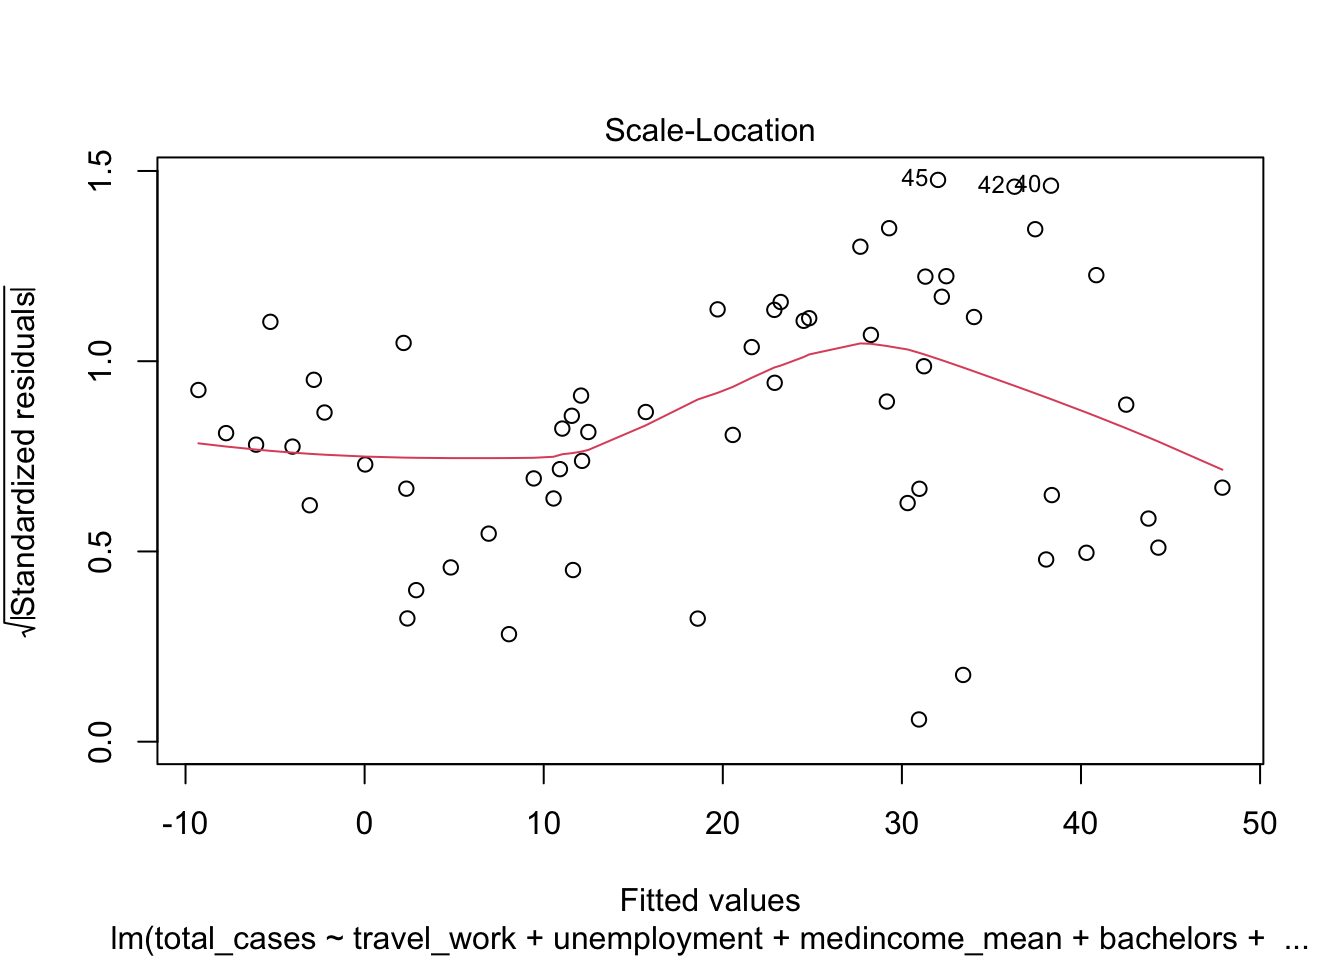 Scale-Location
√|Standardized residuals|
1.5
1.0
0.5
0.0
45
42
40
-10 0 10 20 30 40 50
Fitted values
lm(total_cases ~ travel_work + unemployment + medincome_mean + bachelors + ...